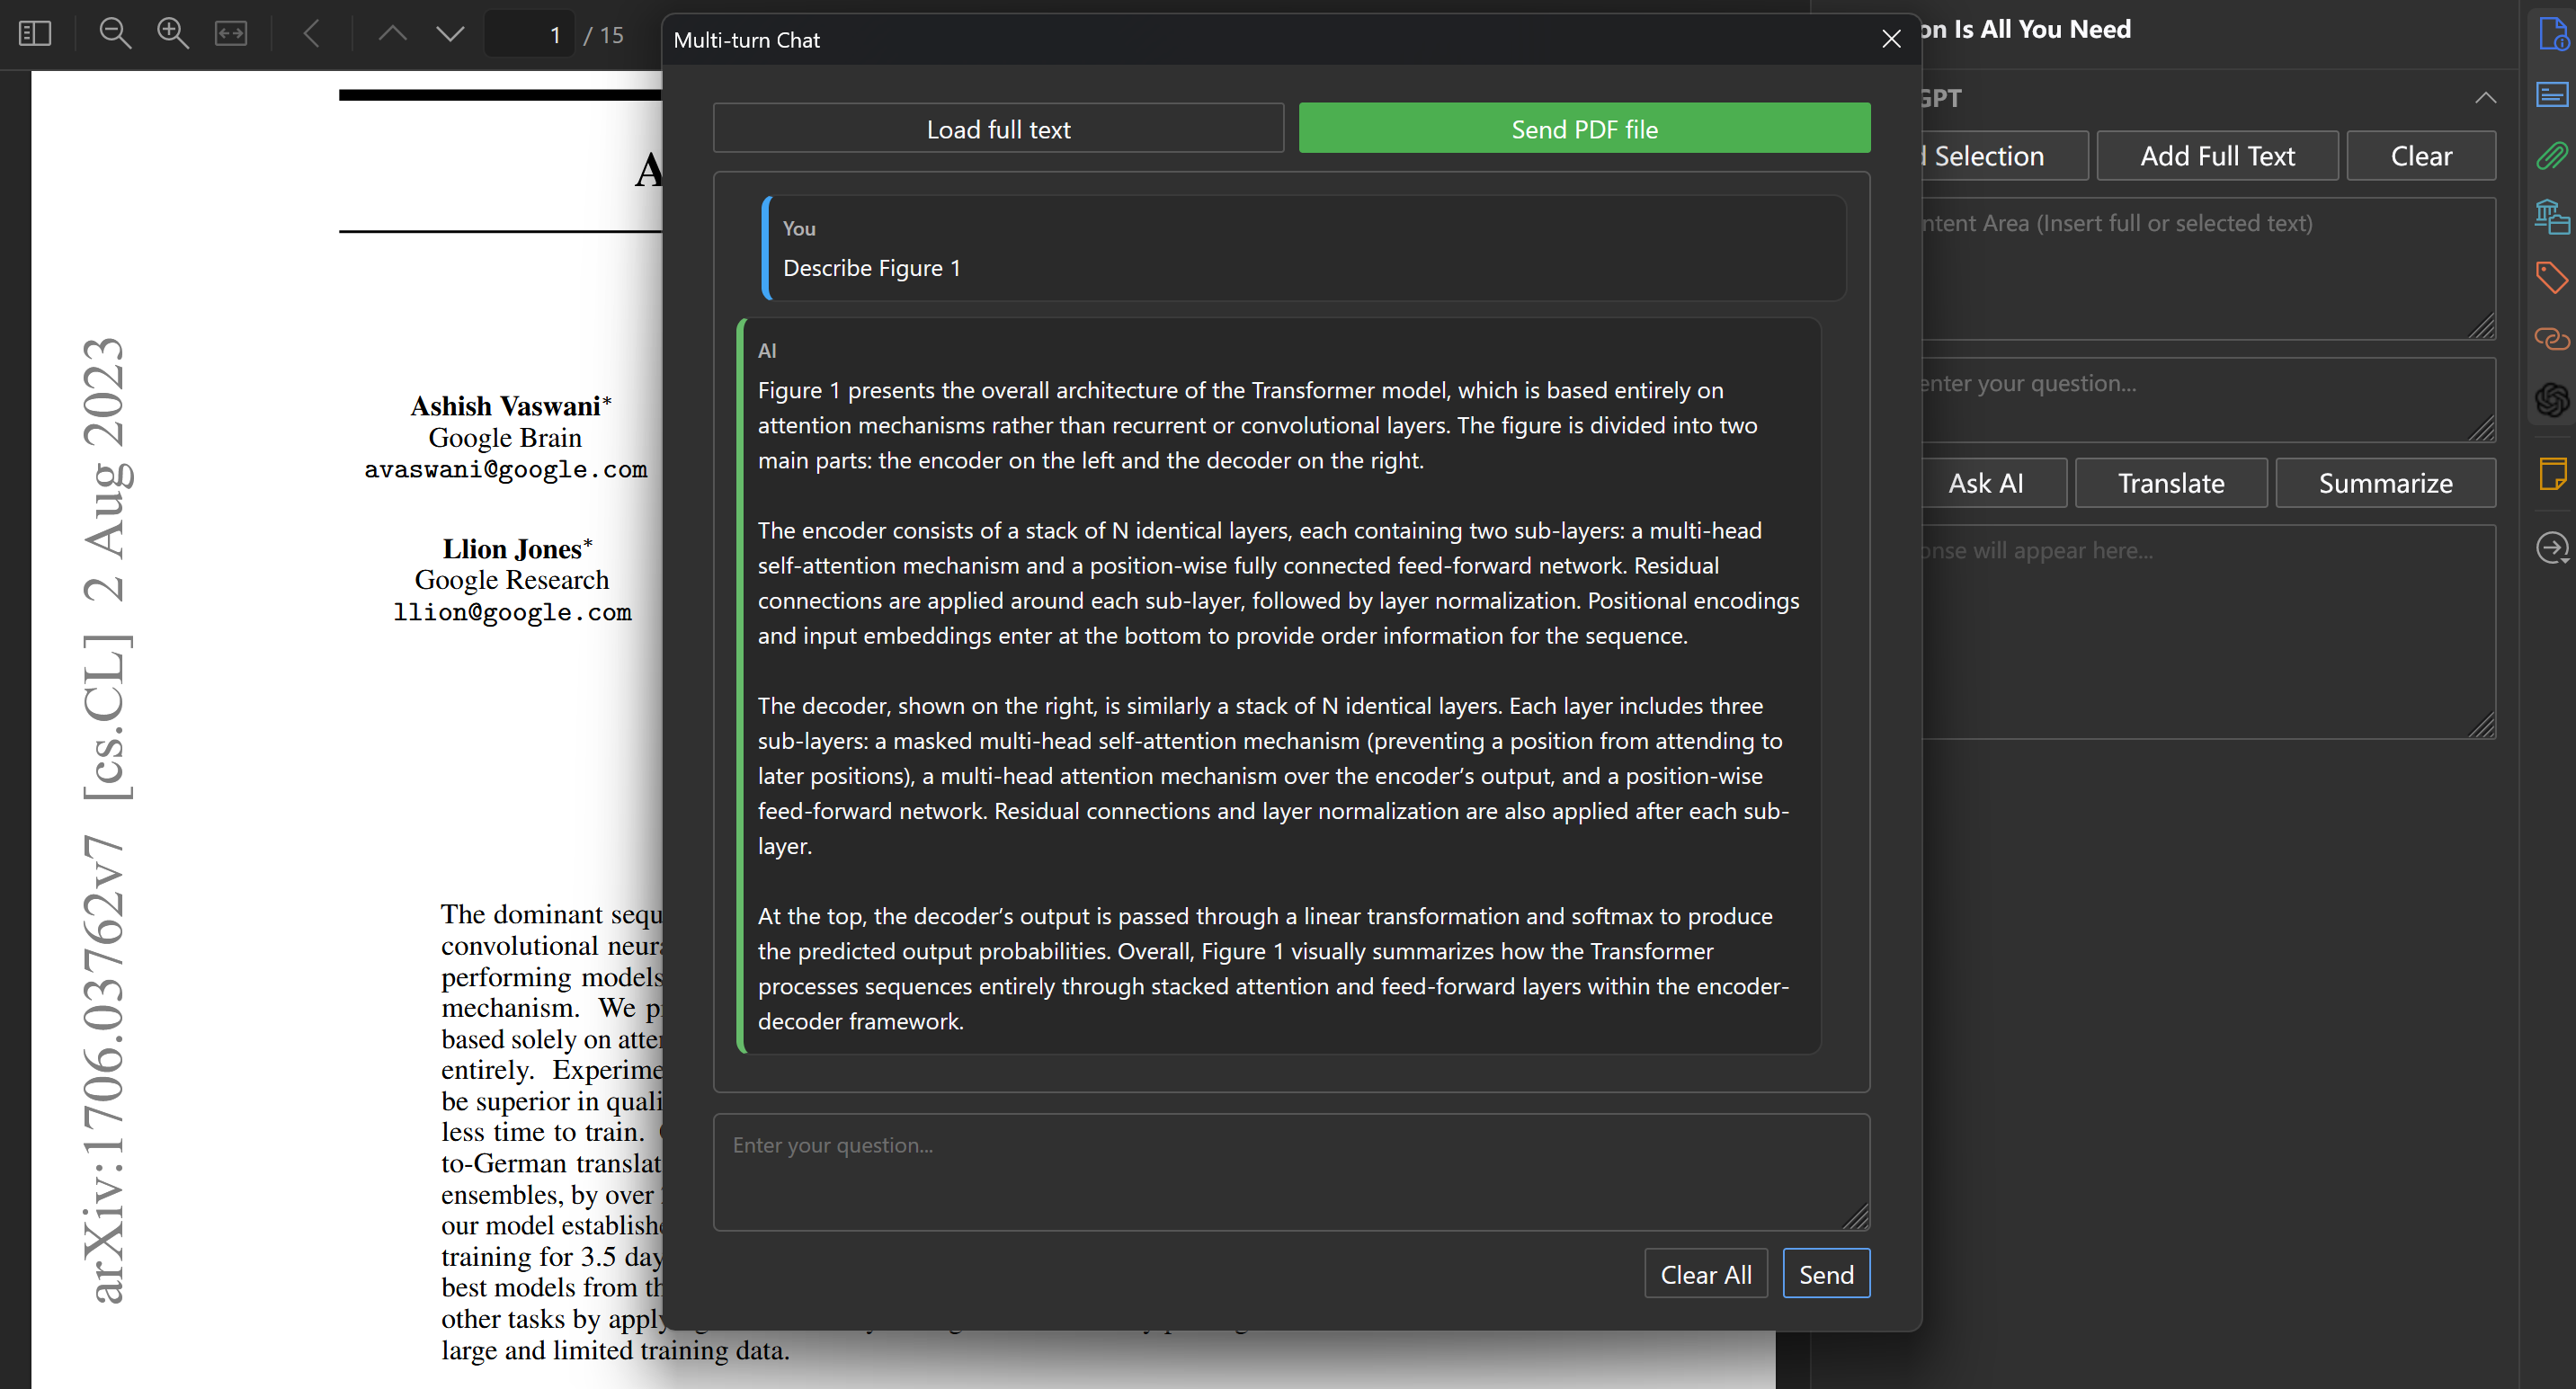 1 / 15
A
arXiv:1706.03762v7 [cs.CL] 2 Aug 2023
Ashish Vaswani*
Google Brain
avaswani@google.com
Llion Jones*
Google Research
llion@google.com
The dominant sequ
convolutional neur
performing models
mechanism. We p
based solely on atte
entirely. Experime
be superior in quali
less time to train.
to-German translat
ensembles, by over
our model establish
training for 3.5 day
best models from th
other tasks by apply
large and limited training data.
Multi-turn Chat
Load full text
Send PDF file
You
Describe Figure 1
AI
Figure 1 presents the overall architecture of the Transformer model, which is based entirely on
attention mechanisms rather than recurrent or convolutional layers. The figure is divided into two
main parts: the encoder on the left and the decoder on the right.
The encoder consists of a stack of N identical layers, each containing two sub-layers: a multi-head
self-attention mechanism and a position-wise fully connected feed-forward network. Residual
connections are applied around each sub-layer, followed by layer normalization. Positional encodings
and input embeddings enter at the bottom to provide order information for the sequence.
The decoder, shown on the right, is similarly a stack of N identical layers. Each layer includes three
sub-layers: a masked multi-head self-attention mechanism (preventing a position from attending to
later positions), a multi-head attention mechanism over the encoder’s output, and a position-wise
feed-forward network. Residual connections and layer normalization are also applied after each sub-
layer.
At the top, the decoder’s output is passed through a linear transformation and softmax to produce
the predicted output probabilities. Overall, Figure 1 visually summarizes how the Transformer
processes sequences entirely through stacked attention and feed-forward layers within the encoder-
decoder framework.
Enter your question...
Clear All
Send
on Is All You Need
GPT
d Selection
Add Full Text
Clear
ntent Area (Insert full or selected text)
enter your question...
Ask AI
Translate
Summarize
onse will appear here...